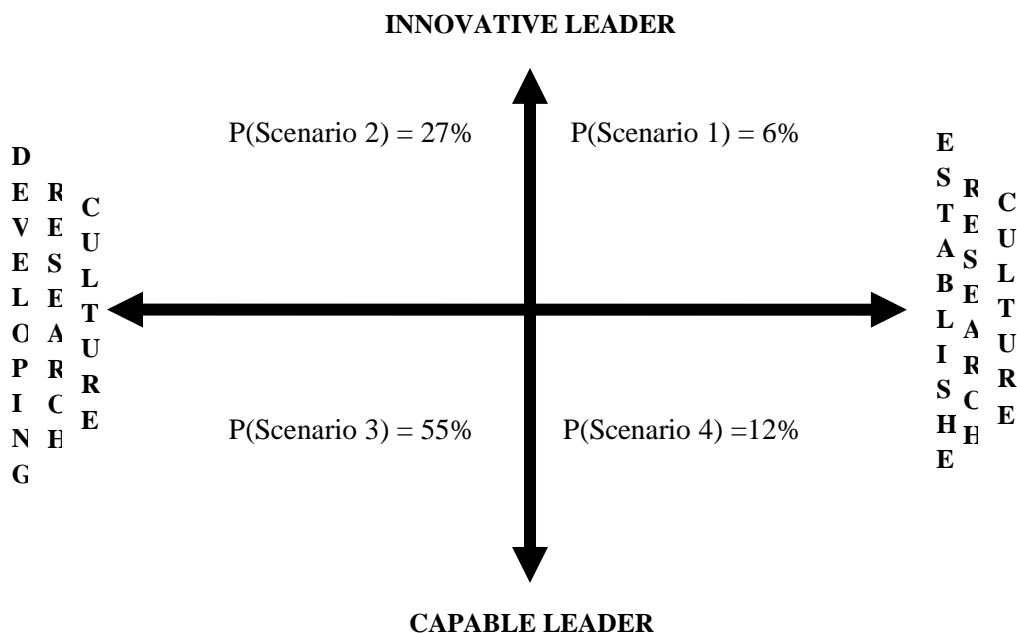 INNOVATIVE LEADER
P(Scenario 2) = 27%
P(Scenario 1) = 6%
DEVELOPING
RESEARCH
CULTURE
ESTABLISHE
RESEARCH
CULTURE
P(Scenario 3) = 55%
P(Scenario 4) =12%
CAPABLE LEADER